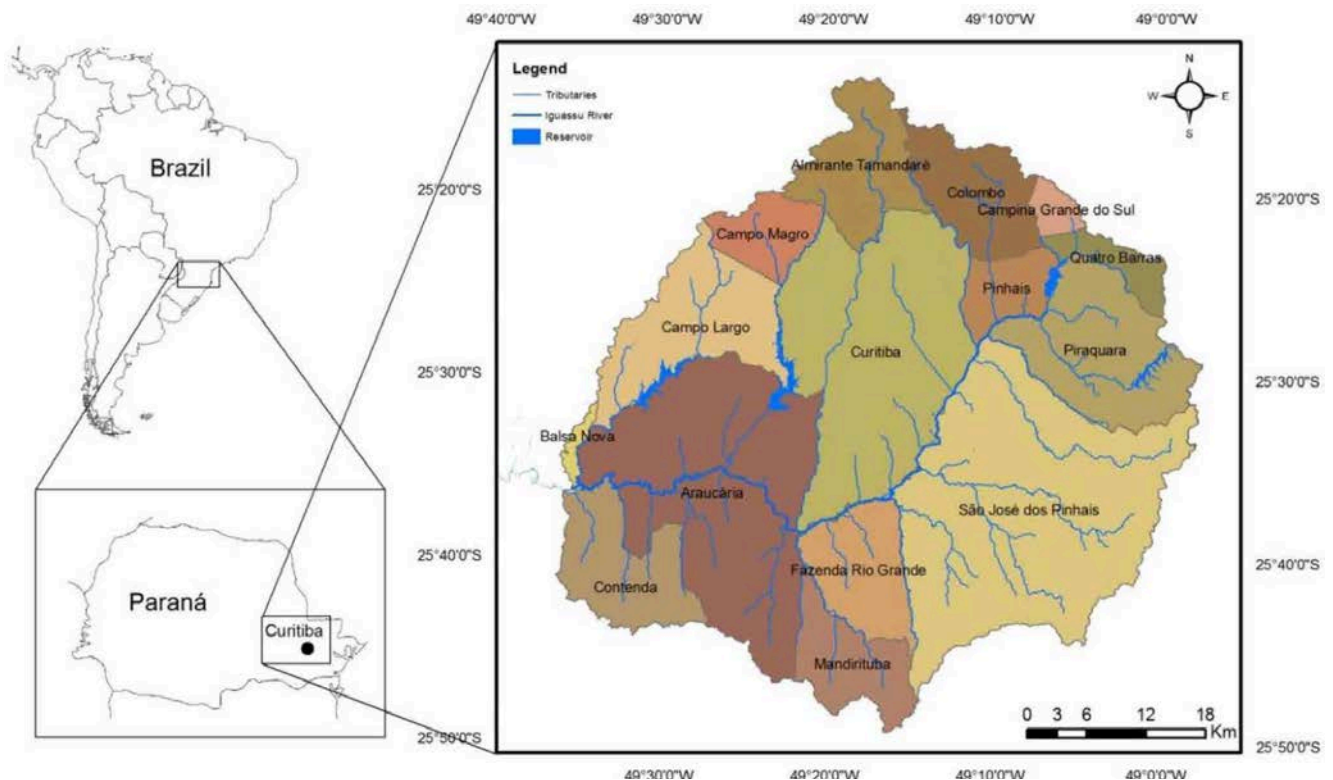 49°40'0"W 49°30'0"W 49°20'0"W 49°10'0"W 49°0'0"W
Legend
Tributaries
Iguassu River
Reservoir
N
W E
S
Brazil
Almirante Tamandaré
25°20'0"S
Colombo
25°20'0"S
Campina Grande do Sul
Campo Magro
Quatro Barras
Pinhais
Campo Largo
Curitiba
Piraquara
25°30'0"S
25°30'0"S
Balsa Nova
Araucária
São José dos Pinhais
25°40'0"S
25°40'0"S
Fazenda Rio Grande
Contenda
Paraná
Curitiba
Mandirituba
0 3 6 12 18
Km
25°50'0"S
25°50'0"S
49°30'0"W 49°20'0"W 49°10'0"W 49°0'0"W